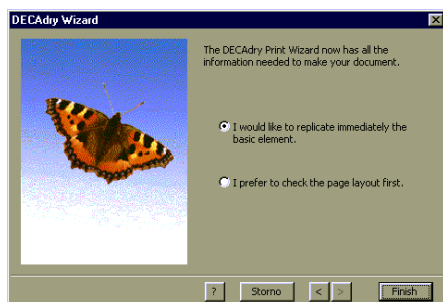 DECAdry Wizard
The DECAdry Print Wizard now has all the
information needed to make your document.
I would like to replicate immediately the
basic element.
I prefer to check the page layout first.
? Storno < > Finish